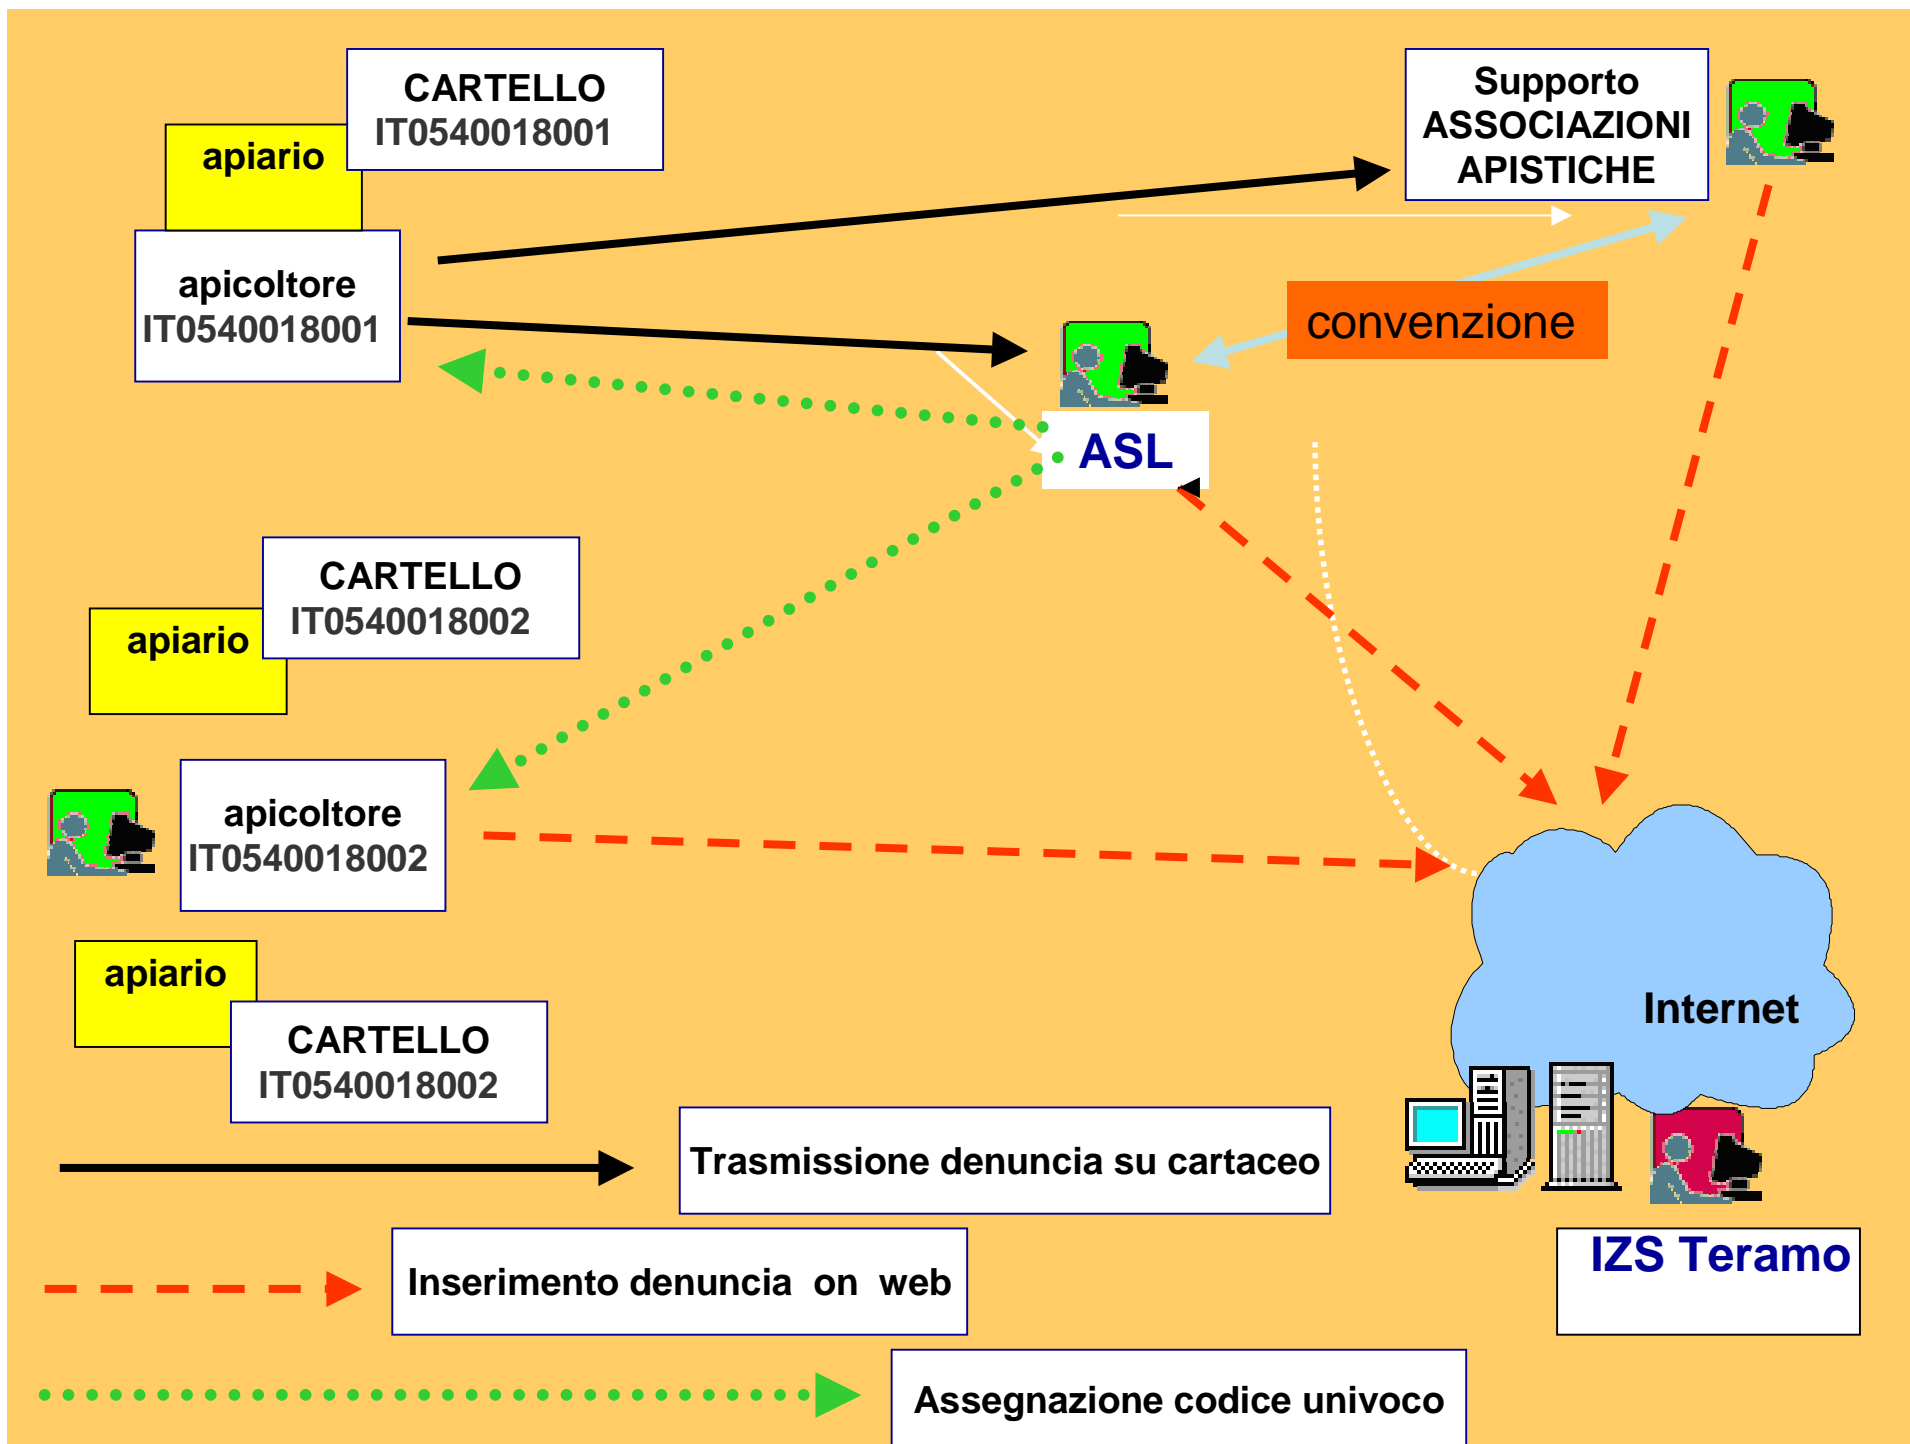 CARTELLO
IT0540018001
apiario
apicoltore
IT0540018001
Supporto
ASSOCIAZIONI
APISTICHE
convenzione
ASL
CARTELLO
IT0540018002
apiario
apicoltore
IT0540018002
apiario
CARTELLO
IT0540018002
Internet
Trasmissione denuncia su cartaceo
IZS Teramo
Inserimento denuncia on web
Assegnazione codice univoco